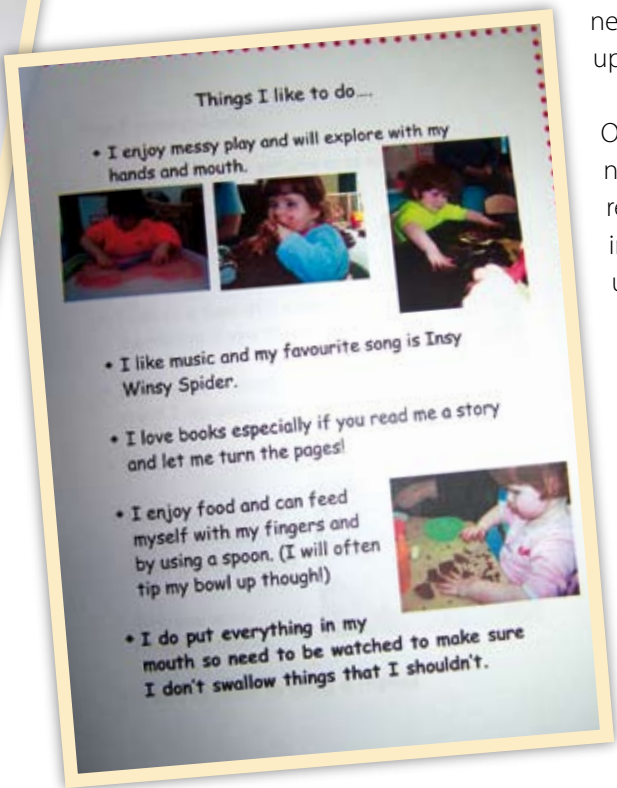 Things I like to do....
• I enjoy messy play and will explore with my
hands and mouth.
• I like music and my favourite song is Insy
Winsy Spider.
• I love books especially if you read me a story
and let me turn the pages!
• I enjoy food and can feed
myself with my fingers and
by using a spoon. (I will often
tip my bowl up though!)
• I do put everything in my
mouth so need to be watched to make sure
I don't swallow things that I shouldn't.
ne
up
O
n
re
in
u